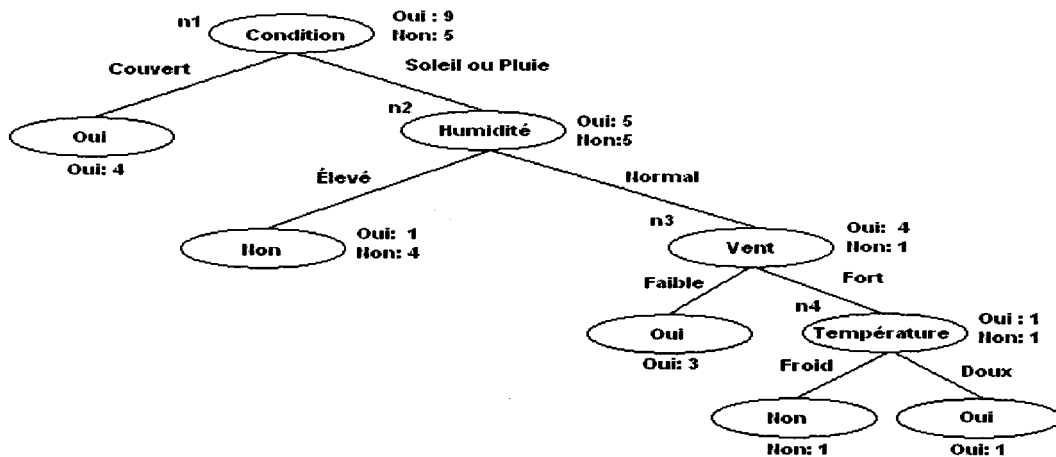 n1
Condition
Oui : 9
Non: 5
Couvert
Soleil ou Pluie
Oui
Oui: 4
n2
Humidité
Oui: 5
Non:5
Élevé
Normal
Non
Oui: 1
Non: 4
n3
Vent
Oui: 4
Non: 1
Faible
Fort
Oui
Oui: 3
n4
Température
Oui : 1
Non: 1
Froid
Doux
Non
Non: 1
Oui
Oui: 1